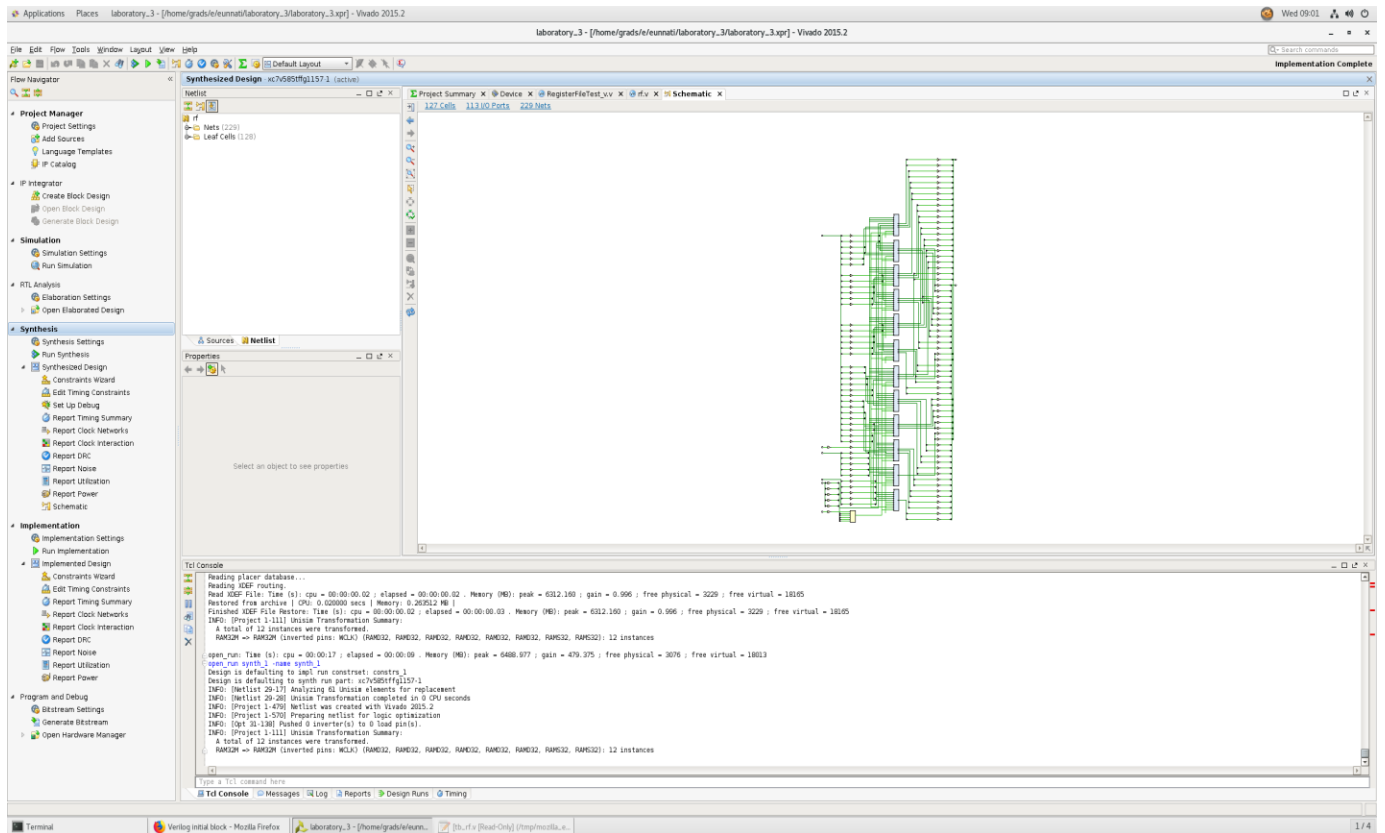 Applications Places laboratory_3 - [/home/grads/e/eunnati/laboratory_3/laboratory_3.xpr] - Vivado 2015.2
Wed 09:01
laboratory_3 - [/home/grads/e/eunnati/laboratory_3/laboratory_3.xpr] - Vivado 2015.2
File Edit Flow Tools Window Layout View Help
Search commands
Default Layout
Implementation Complete
Flow Navigator
Project Manager
Project Settings
Add Sources
Language Templates
IP Catalog
IP Integrator
Create Block Design
Open Block Design
Generate Block Design
Simulation
Simulation Settings
Run Simulation
RTL Analysis
Elaboration Settings
Open Elaborated Design
Synthesis
Synthesis Settings
Run Synthesis
Synthesized Design
Constraints Wizard
Edit Timing Constraints
Set Up Debug
Report Timing Summary
Report Clock Networks
Report Clock Interaction
Report DRC
Report Noise
Report Utilization
Report Power
Schematic
Implementation
Implementation Settings
Run Implementation
Implemented Design
Constraints Wizard
Edit Timing Constraints
Report Timing Summary
Report Clock Networks
Report Clock Interaction
Report DRC
Report Noise
Report Utilization
Report Power
Program and Debug
Bitstream Settings
Generate Bitstream
Open Hardware Manager
Synthesized Design - xc7v585tffg1157-1 (active)
Netlist
rf
Nets (229)
Leaf Cells (128)
Sources Netlist
Properties
Select an object to see properties
Project Summary Device RegisterFileTest_v.v rf.v Schematic
127 Cells 113 I/O Ports 229 Nets
Tcl Console
Reading placer database...
Reading XDEF routing.
Read XDEF File: Time (s): cpu = 00:00:00.02 ; elapsed = 00:00:00.02 . Memory (MB): peak = 6312.160 ; gain = 0.996 ; free physical = 3229 ; free virtual = 18165
Restored from archive | CPU: 0.020000 secs | Memory: 0.263512 MB |
Finished XDEF File Restore: Time (s): cpu = 00:00:00.02 ; elapsed = 00:00:00.03 . Memory (MB): peak = 6312.160 ; gain = 0.996 ; free physical = 3229 ; free virtual = 18165
INFO: [Project 1-111] Unisim Transformation Summary:
A total of 12 instances were transformed.
RAM32M => RAM32M (inverted pins: WCLK) (RAMD32, RAMD32, RAMD32, RAMD32, RAMD32, RAMD32, RAMS32, RAMS32): 12 instances
open_run: Time (s): cpu = 00:00:17 ; elapsed = 00:00:09 . Memory (MB): peak = 6488.977 ; gain = 479.375 ; free physical = 3076 ; free virtual = 18013
open_run synth_1 -name synth_1
Design is defaulting to impl run constrset: constrs_1
Design is defaulting to synth run part: xc7v585tffg1157-1
INFO: [Netlist 29-17] Analyzing 61 Unisim elements for replacement
INFO: [Netlist 29-28] Unisim Transformation completed in 0 CPU seconds
INFO: [Project 1-479] Netlist was created with Vivado 2015.2
INFO: [Project 1-570] Preparing netlist for logic optimization
INFO: [Opt 31-138] Pushed 0 inverter(s) to 0 load pin(s).
INFO: [Project 1-111] Unisim Transformation Summary:
A total of 12 instances were transformed.
RAM32M => RAM32M (inverted pins: WCLK) (RAMD32, RAMD32, RAMD32, RAMD32, RAMD32, RAMD32, RAMS32, RAMS32): 12 instances
Type a Tcl command here
Tcl Console Messages Log Reports Design Runs Timing
Terminal
Verilog initial block - Mozilla Firefox
laboratory_3 - [/home/grads/e/eunn...
[tb_rf.v [Read-Only] (/tmp/mozilla_e...
1 / 4